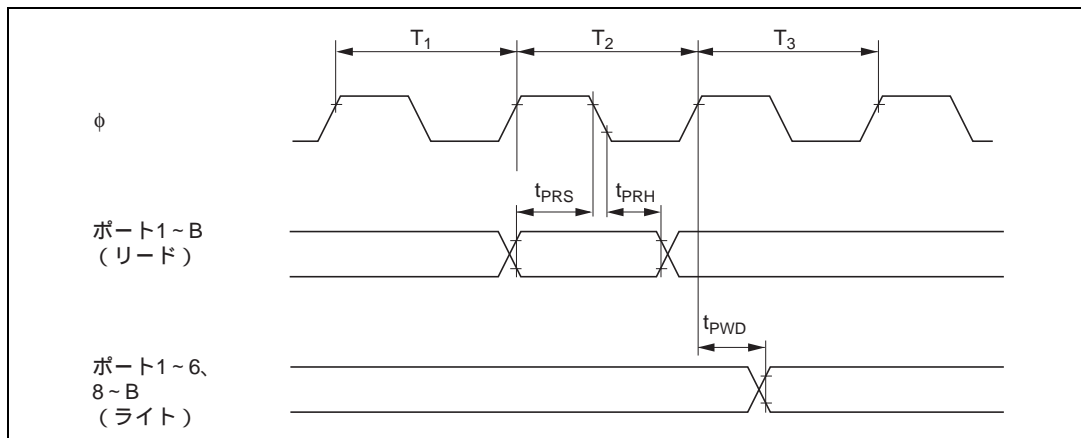 T1 T2 T3
φ
tPRS tPRH
ポート1~B
(リード)
tPWD
ポート1~6、
8~B
(ライト)